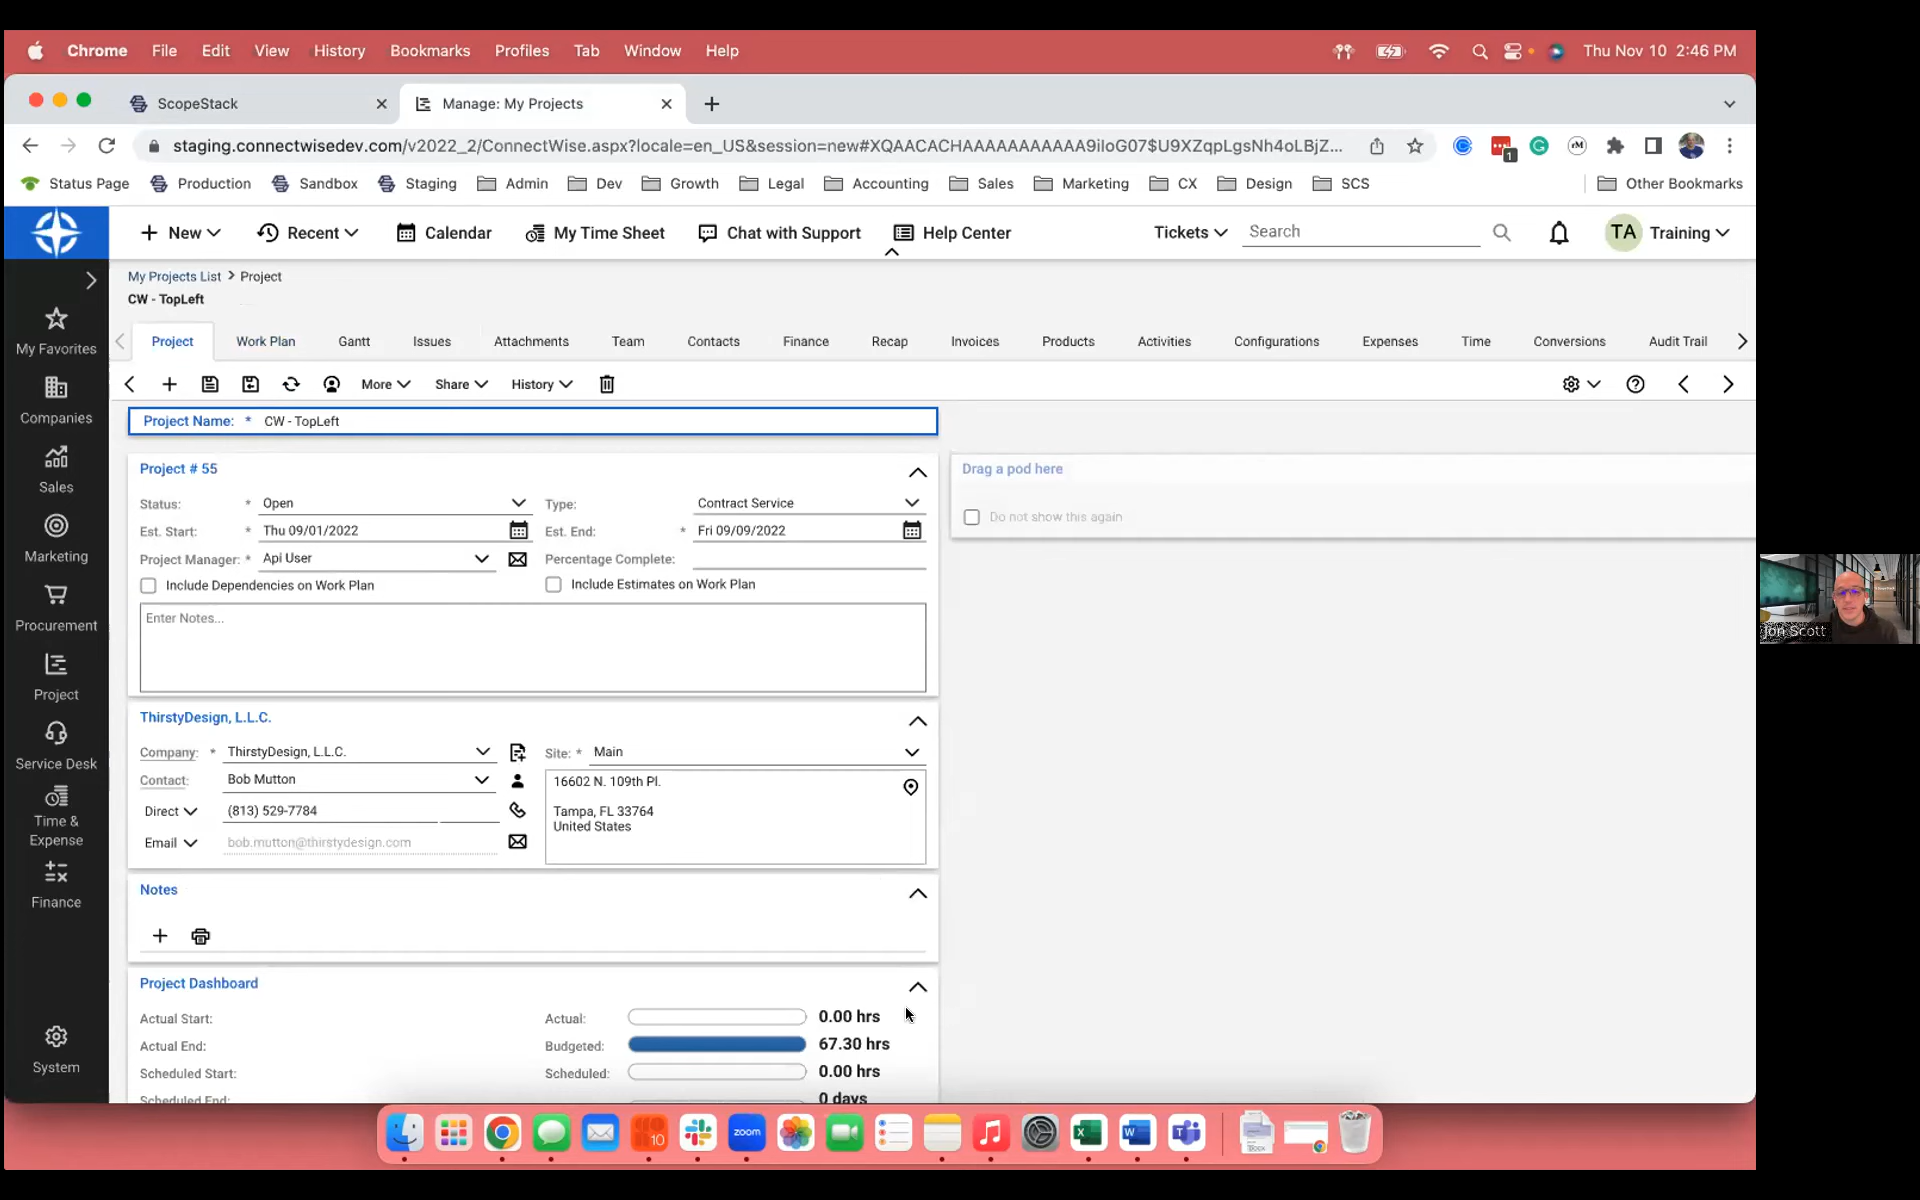 Chrome File Edit View History Bookmarks Profiles Tab Window Help Thu Nov 10 2:46 PM
ScopeStack Manage: My Projects
staging.connectwisedev.com/v2022_2/ConnectWise.aspx?locale=en_US&session=new#XQAACACHAAAAAAAAAAA9iIoG07$U9XZqpLgsNh4oLBjZ... 1
Status Page Production Sandbox Staging Admin Dev Growth Legal Accounting Sales Marketing CX Design SCS Other Bookmarks
New Recent Calendar My Time Sheet Chat with Support Help Center Tickets Search TA Training
My Projects List > Project
CW - TopLeft
Project Work Plan Gantt Issues Attachments Team Contacts Finance Recap Invoices Products Activities Configurations Expenses Time Conversions Audit Trail
More Share History
My Favorites
Companies
Sales
Marketing
Procurement
Project
Service Desk
Time &
Expense
Finance
System
Project Name: * CW - TopLeft
Project # 55
Status: * Open Type: Contract Service
Est. Start: * Thu 09/01/2022 Est. End: * Fri 09/09/2022
Project Manager: * Api User Percentage Complete:
Include Dependencies on Work Plan Include Estimates on Work Plan
Enter Notes...
Drag a pod here
Do not show this again
ThirstyDesign, L.L.C.
Company: * ThirstyDesign, L.L.C. Site: * Main
Contact: Bob Mutton 16602 N. 109th Pl.
Direct (813) 529-7784 Tampa, FL 33764
United States
Email bob.mutton@thirstydesign.com
Notes
Project Dashboard
Actual Start: Actual: 0.00 hrs
Actual End: Budgeted: 67.30 hrs
Scheduled Start: Scheduled: 0.00 hrs
Scheduled End: 0 days
Jon Scott
10 zoom